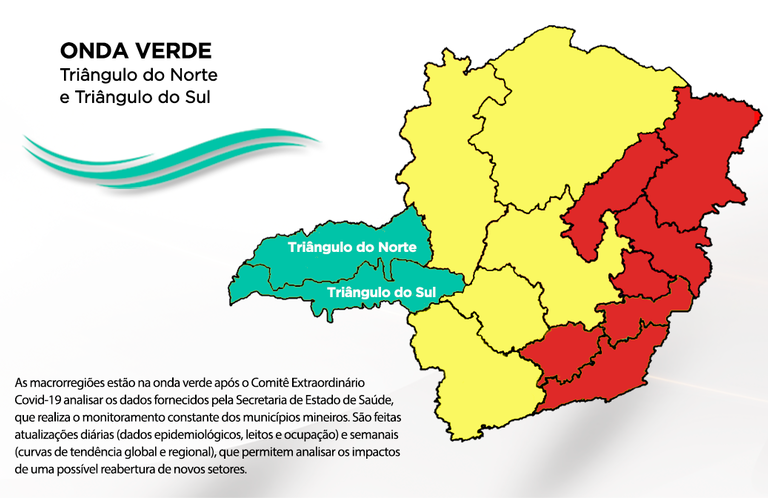 ONDA VERDE
Triângulo do Norte
e Triângulo do Sul
Triângulo do Norte
Triângulo do Sul
As macrorregiões estão na onda verde após o Comitê Extraordinário
Covid-19 analisar os dados fornecidos pela Secretaria de Estado de Saúde,
que realiza o monitoramento constante dos municípios mineiros. São feitas
atualizações diárias (dados epidemiológicos, leitos e ocupação) e semanais
(curvas de tendência global e regional), que permitem analisar os impactos
de uma possível reabertura de novos setores.